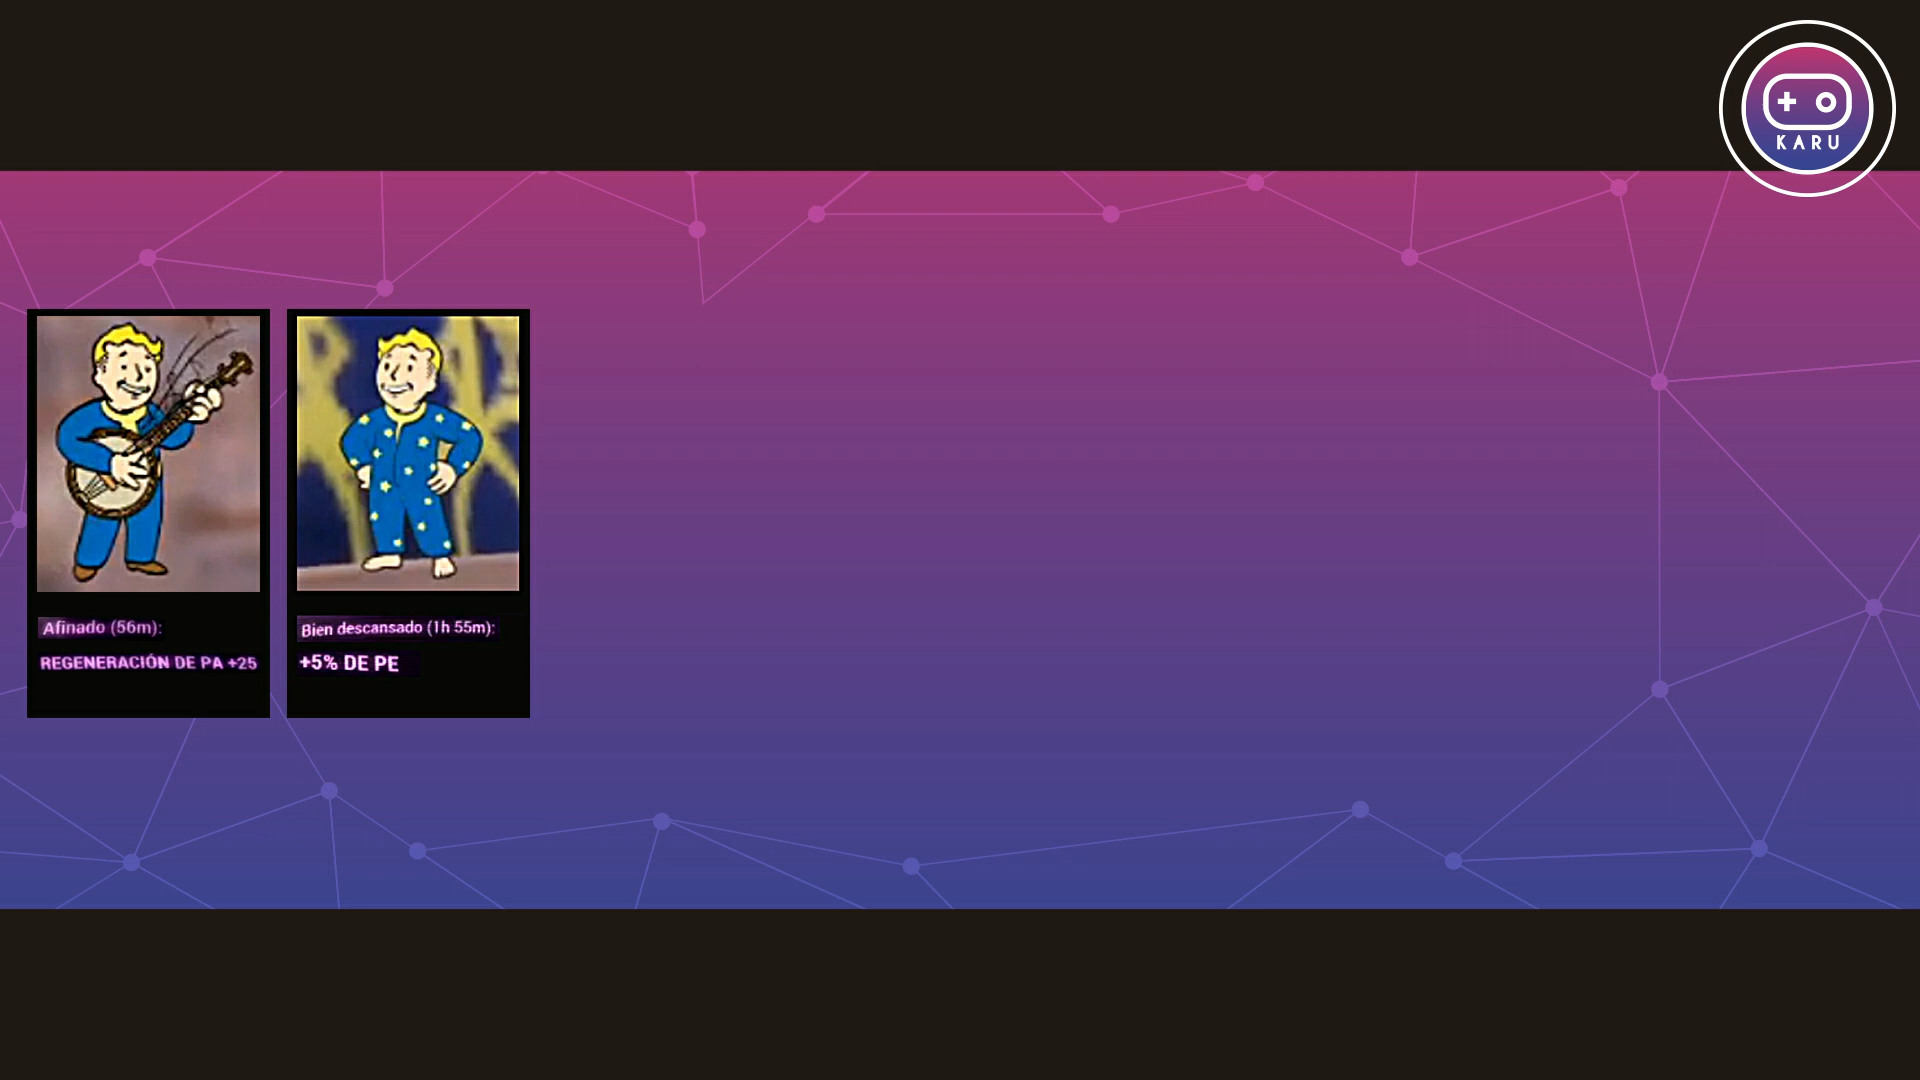 KARU
Afinado (56m):
REGENERACIÓN DE PA +25
Bien descansado (1h 55m):
+5% DE PE